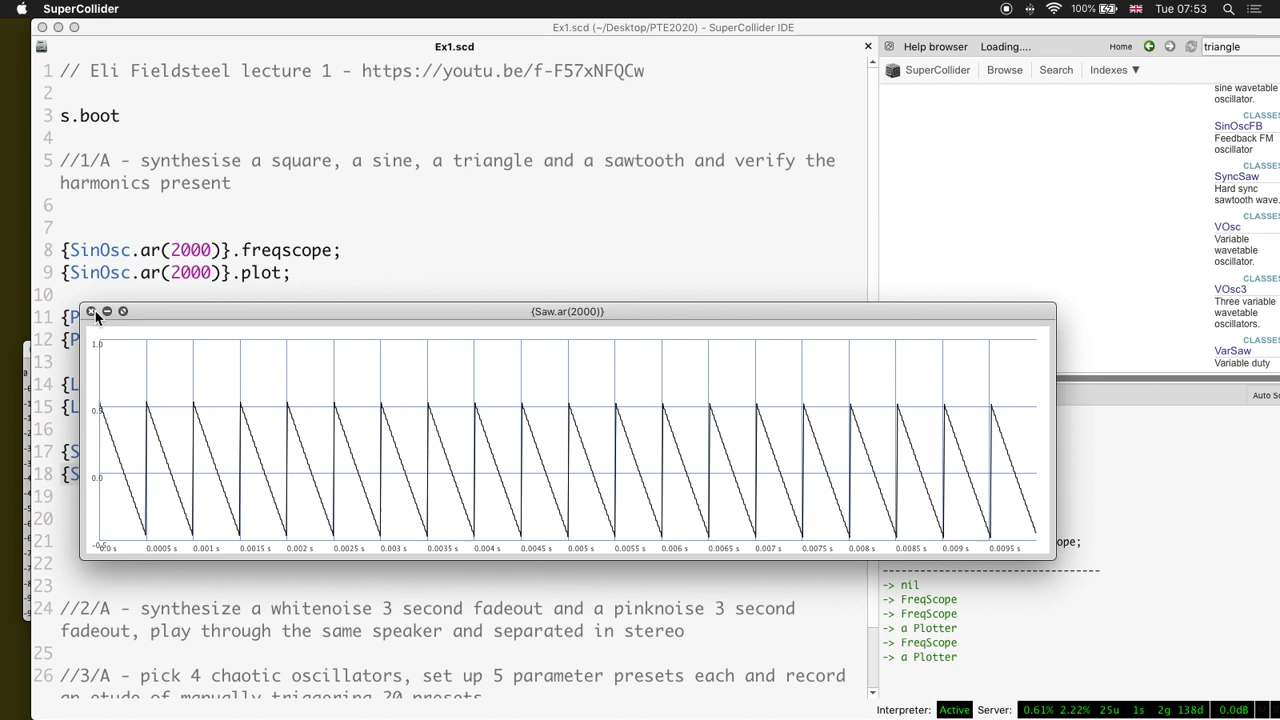 SuperCollider
100%
Tue 07:53
Ex1.scd (~/Desktop/PTE2020) - SuperCollider IDE
Ex1.scd
Help browser
Loading....
Home
triangle
SuperCollider
Browse
Search
Indexes ▼
1 // Eli Fieldsteel lecture 1 - https://youtu.be/f-F57xNFQCw
2
3 s.boot
4
5 //1/A - synthesise a square, a sine, a triangle and a sawtooth and verify the
harmonics present
6
7
8 {SinOsc.ar(2000)}.freqscope;
9 {SinOsc.ar(2000)}.plot;
10
11 {P
12 {P
13
14 {L
15 {L
16
17 {S
18 {S
19
20
21
22
23
24 //2/A - synthesize a whitenoise 3 second fadeout and a pinknoise 3 second
fadeout, play through the same speaker and separated in stereo
25
26 //3/A - pick 4 chaotic oscillators, set up 5 parameter presets each and record
an etude of manually triggering 20 presets
{Saw.ar(2000)}
1.0
0.5
0.0
-0.5
0.0 s 0.0005 s 0.001 s 0.0015 s 0.002 s 0.0025 s 0.003 s 0.0035 s 0.004 s 0.0045 s 0.005 s 0.0055 s 0.006 s 0.0065 s 0.007 s 0.0075 s 0.008 s 0.0085 s 0.009 s 0.0095 s
sine wavetable
oscillator.
CLASSES
SinOscFB
Feedback FM
oscillator
CLASSES
SyncSaw
Hard sync
sawtooth wave.
CLASSES
VOsc
Variable
wavetable
oscillator.
CLASSES
VOsc3
Three variable
wavetable
oscillators.
CLASSES
VarSaw
Variable duty
Auto Sc
ope;
-----------------------------------
-> nil
-> FreqScope
-> FreqScope
-> a Plotter
-> FreqScope
-> a Plotter
Interpreter: Active Server: 0.61% 2.22% 25u 1s 2g 138d 0.0dB M